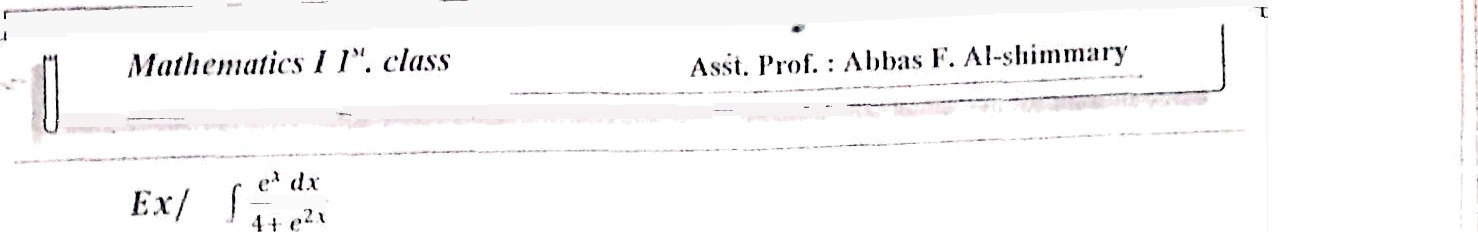 Mathematics I 1st. class
Asst. Prof. : Abbas F. Al-shimmary
Ex/ ∫ e^x dx / 4+ e^2x